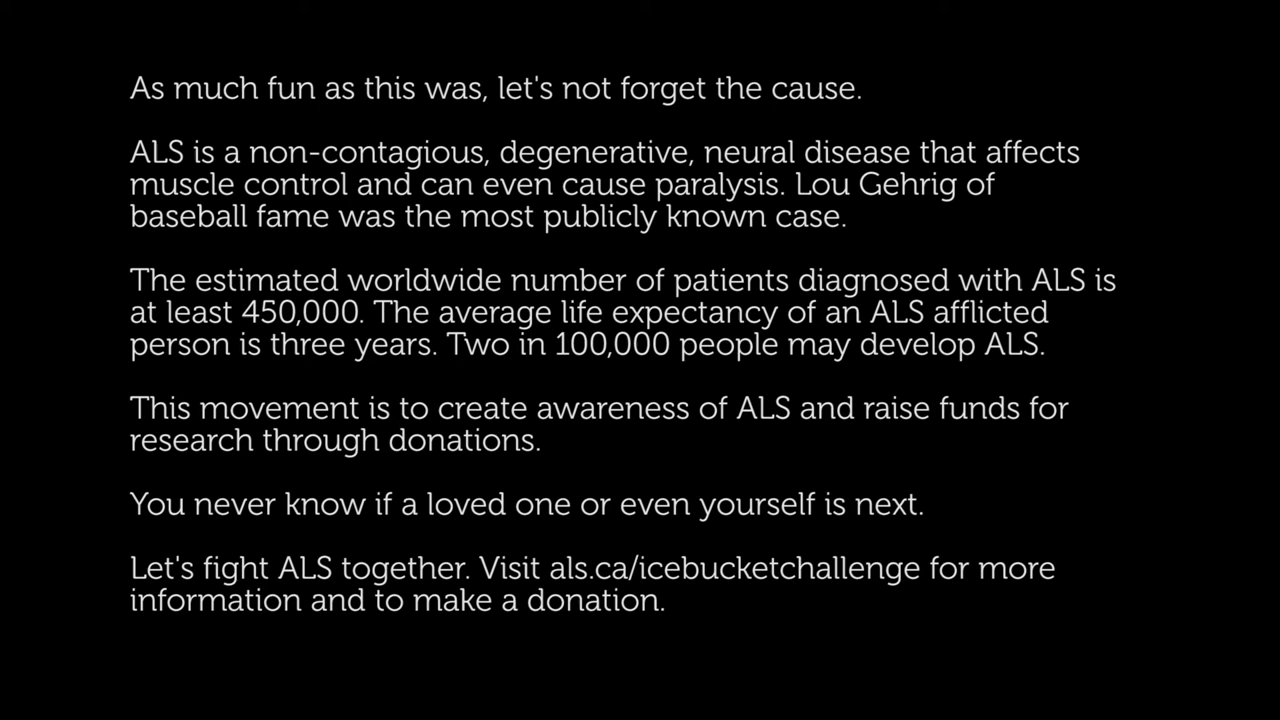 As much fun as this was, let's not forget the cause.
ALS is a non-contagious, degenerative, neural disease that affects
muscle control and can even cause paralysis. Lou Gehrig of
baseball fame was the most publicly known case.
The estimated worldwide number of patients diagnosed with ALS is
at least 450,000. The average life expectancy of an ALS afflicted
person is three years. Two in 100,000 people may develop ALS.
This movement is to create awareness of ALS and raise funds for
research through donations.
You never know if a loved one or even yourself is next.
Let's fight ALS together. Visit als.ca/icebucketchallenge for more
information and to make a donation.